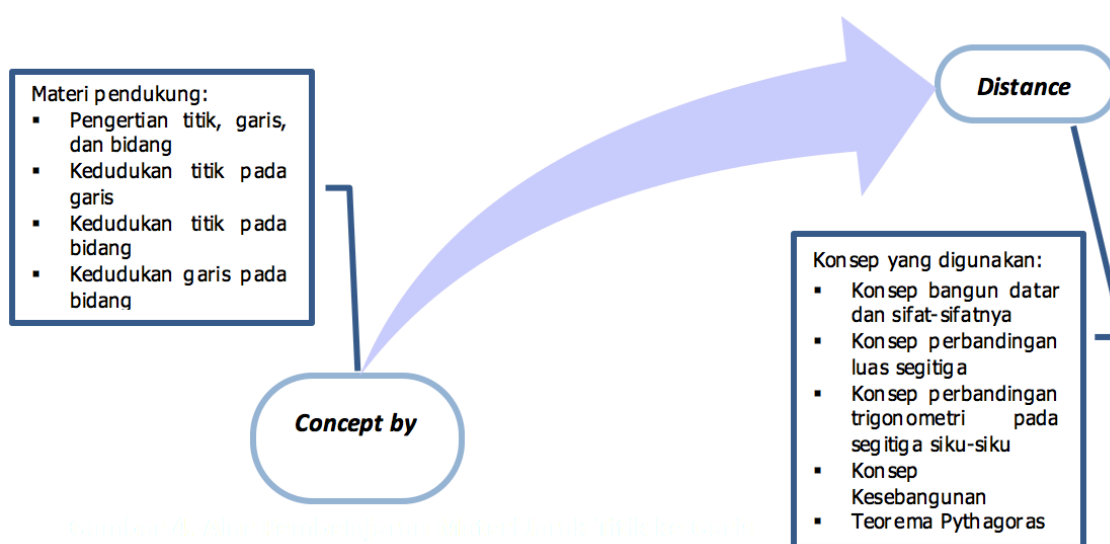 Materi pendukung:
▪ Pengertian titik, garis,
dan bidang
▪ Kedudukan titik pada
garis
▪ Kedudukan titik pada
bidang
▪ Kedudukan garis pada
bidang
Concept by
Distance
Konsep yang digunakan:
▪ Konsep bangun datar
dan sifat-sifatnya
▪ Konsep perbandingan
luas segitiga
▪ Konsep perbandingan
trigonometri pada
segitiga siku-siku
▪ Konsep
Kesebangunan
▪ Teorema Pythagoras